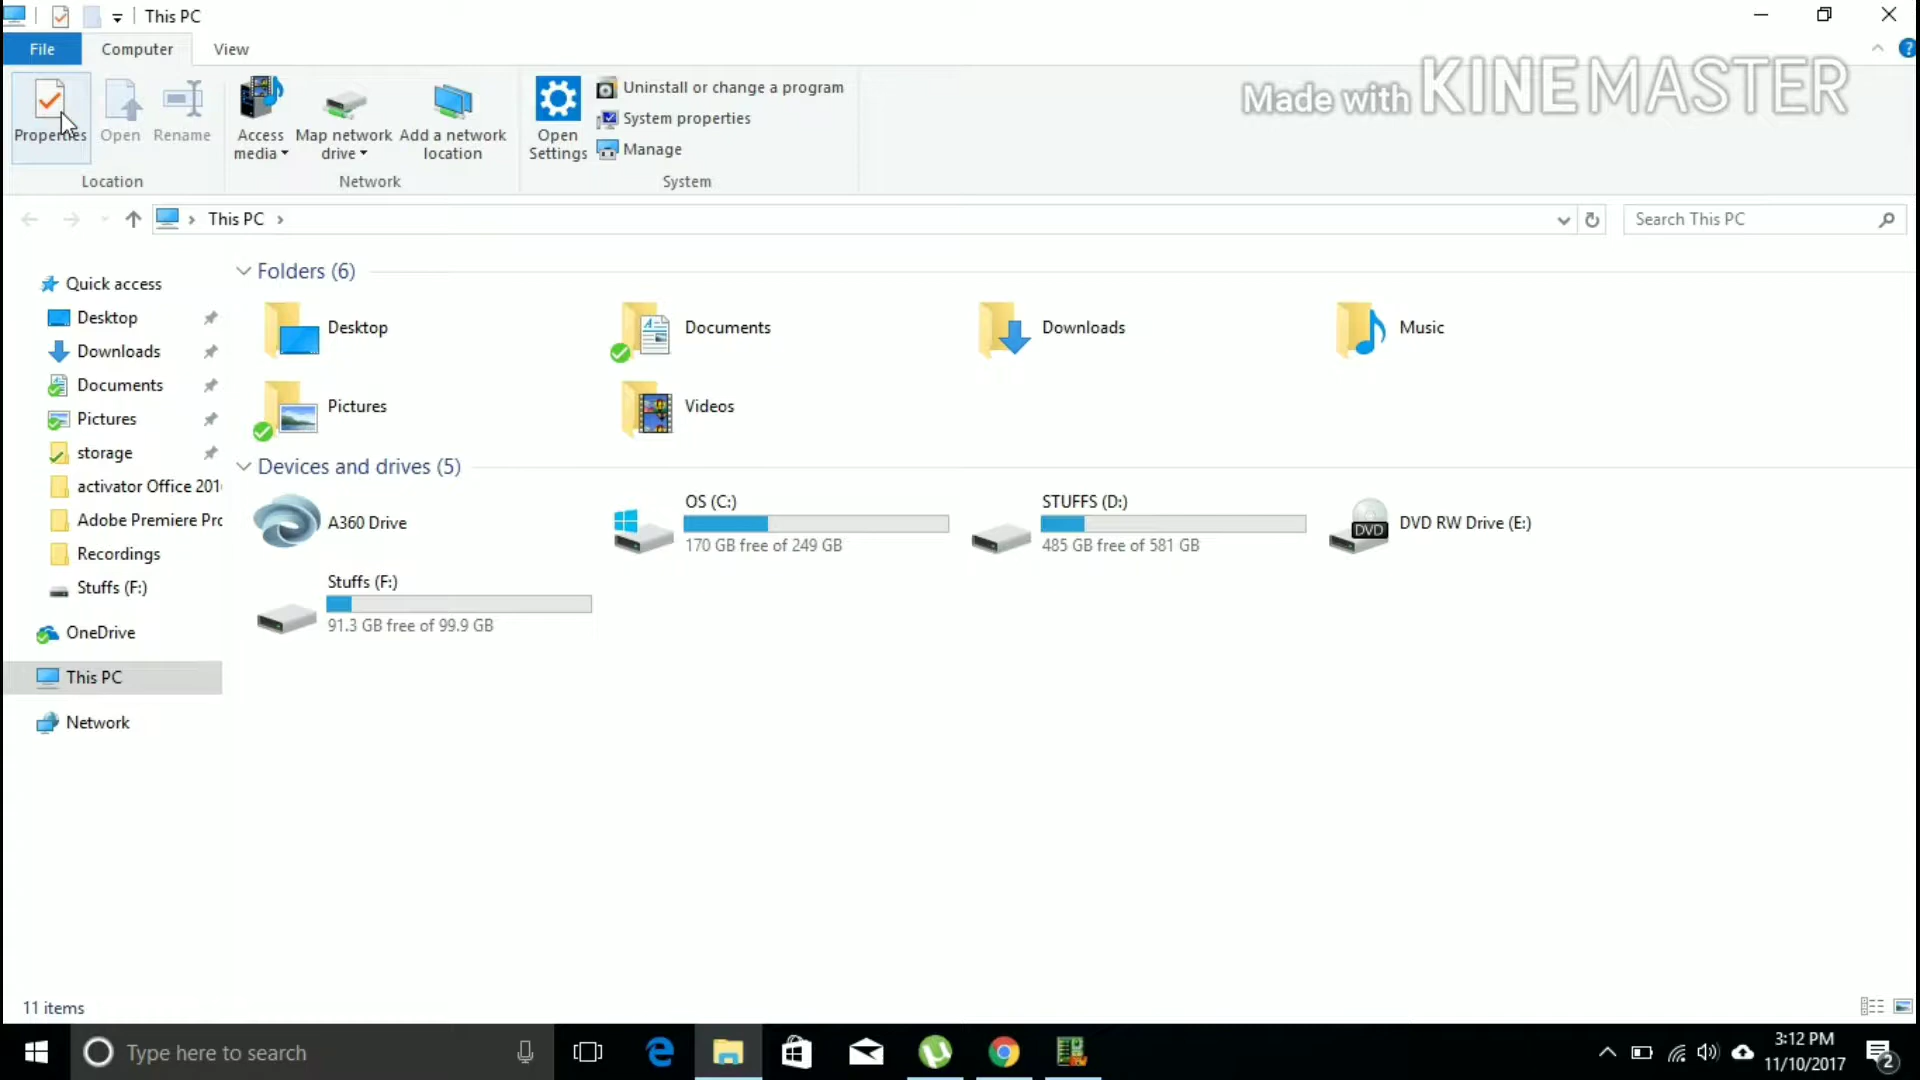 This PC
File
Computer
View
Properties
Open
Rename
Access
media
Map network
drive
Add a network
location
Open
Settings
Uninstall or change a program
System properties
Manage
Location
Network
System
Made with KINEMASTER
This PC
Search This PC
Quick access
Desktop
Downloads
Documents
Pictures
storage
activator Office 201
Adobe Premiere Pro
Recordings
Stuffs (F:)
OneDrive
This PC
Network
Folders (6)
Desktop
Documents
Downloads
Music
Pictures
Videos
Devices and drives (5)
A360 Drive
OS (C:)
170 GB free of 249 GB
STUFFS (D:)
485 GB free of 581 GB
DVD
DVD RW Drive (E:)
Stuffs (F:)
91.3 GB free of 99.9 GB
11 items
Type here to search
3:12 PM
11/10/2017
2